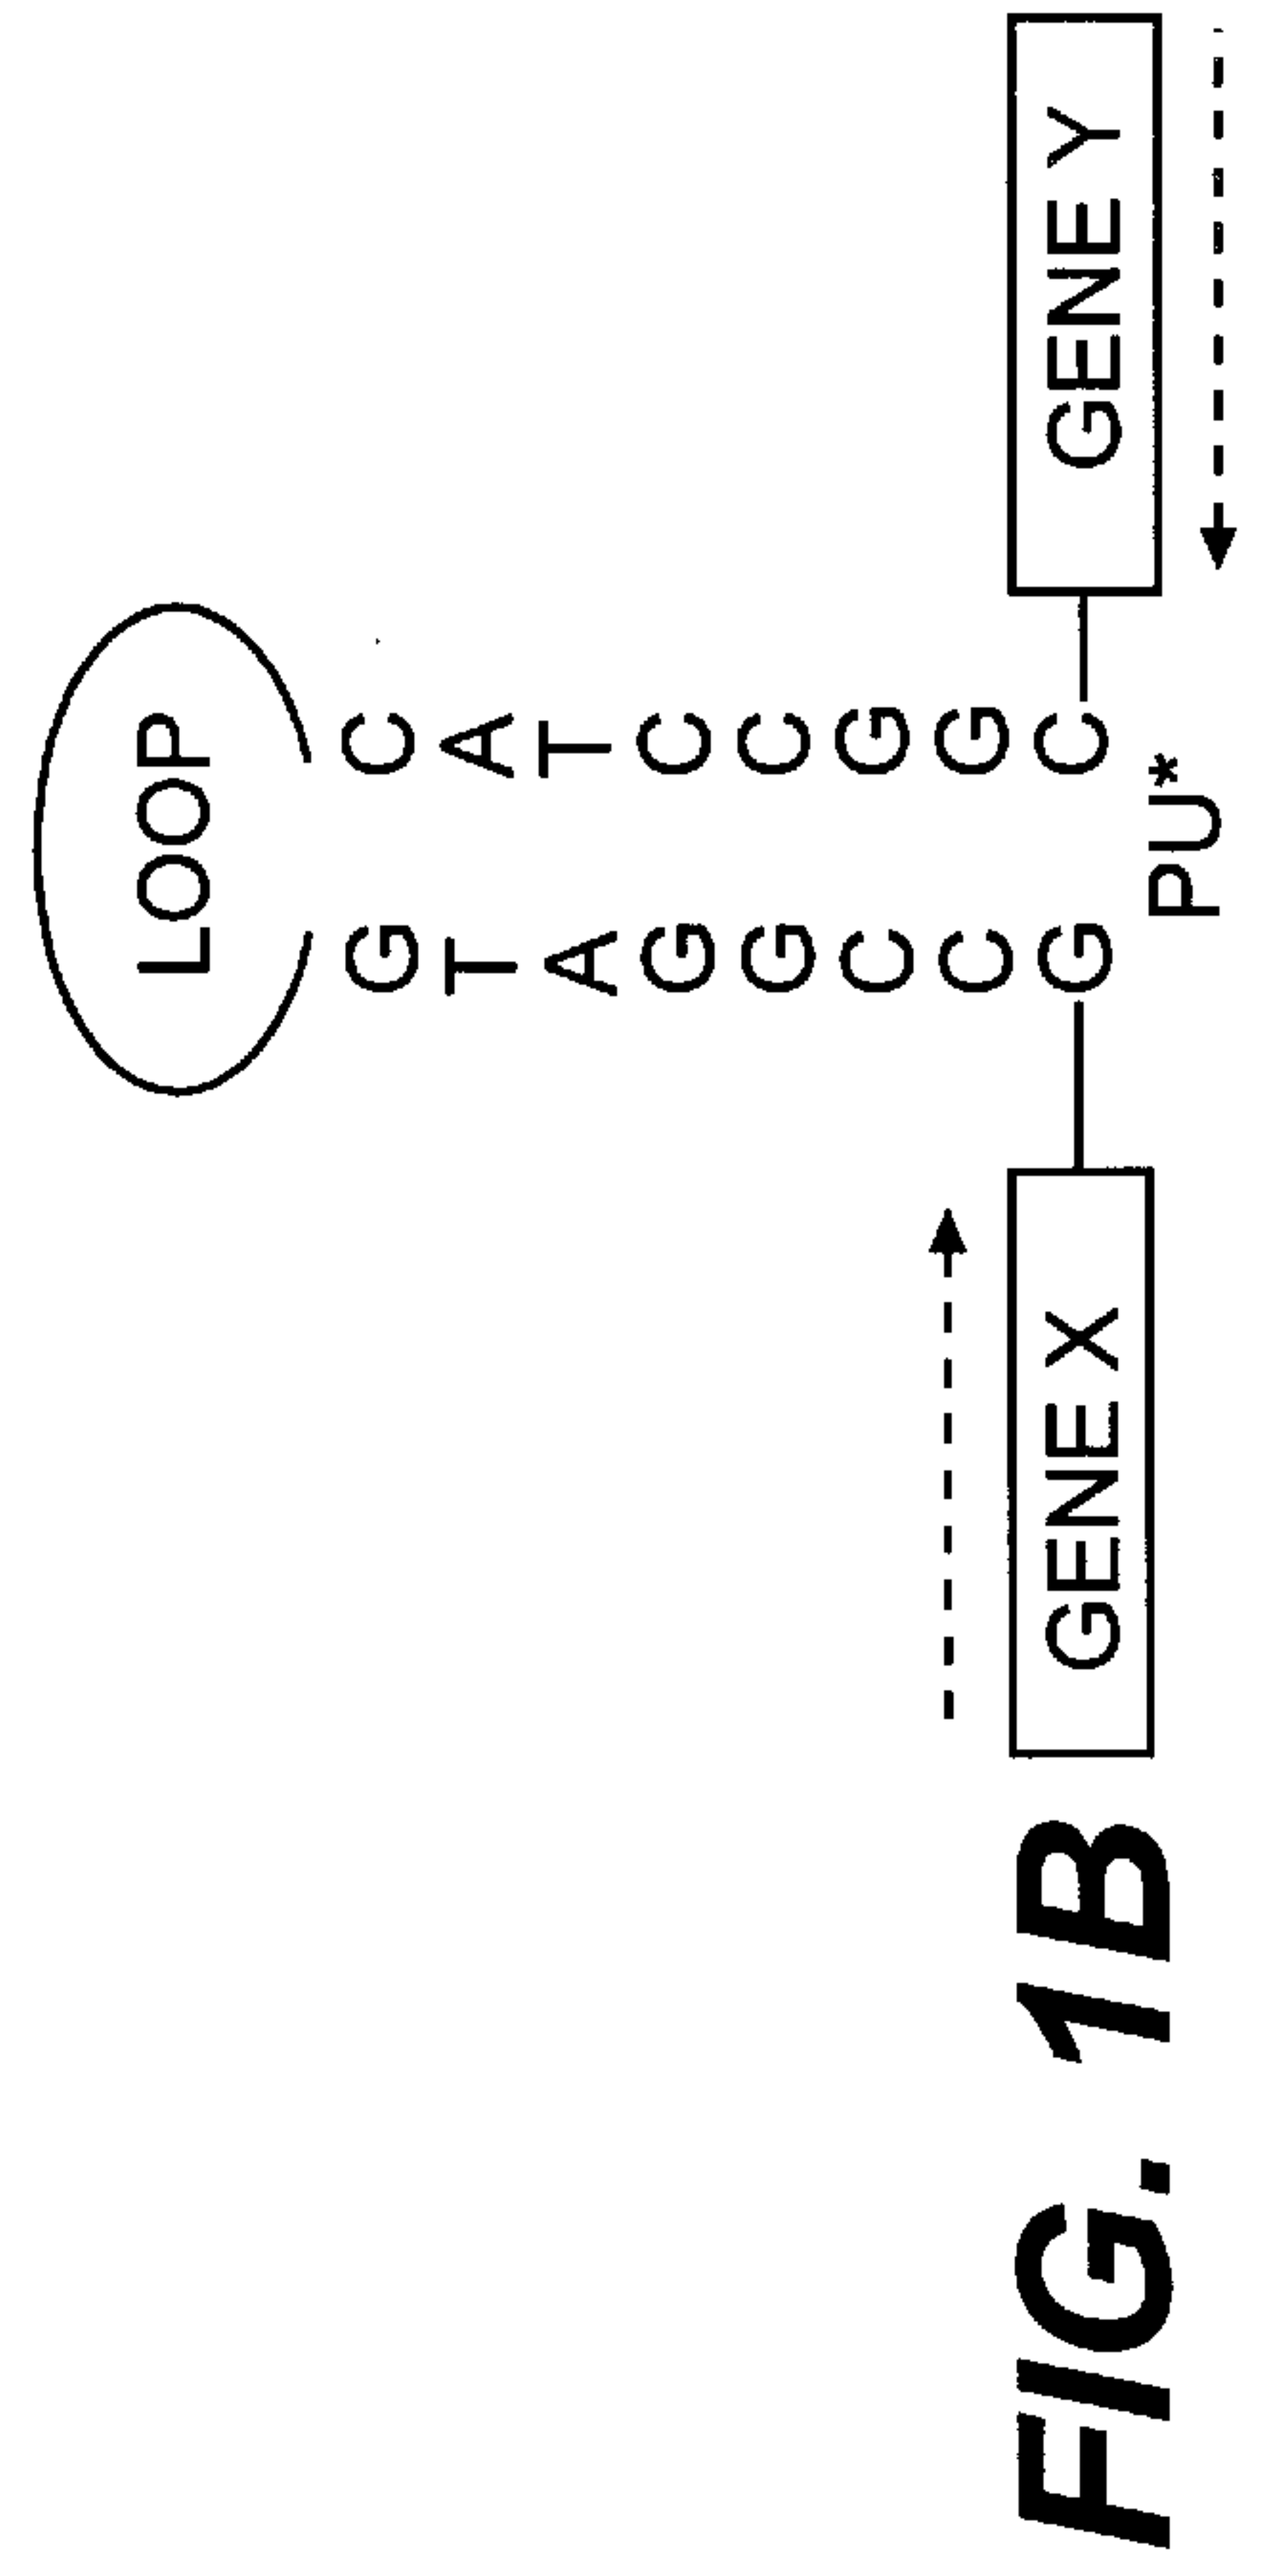 LOOP
G C
T A
A T
G C
G C
C G
C G
FIG. 1B GENE X G C GENE Y
PU*